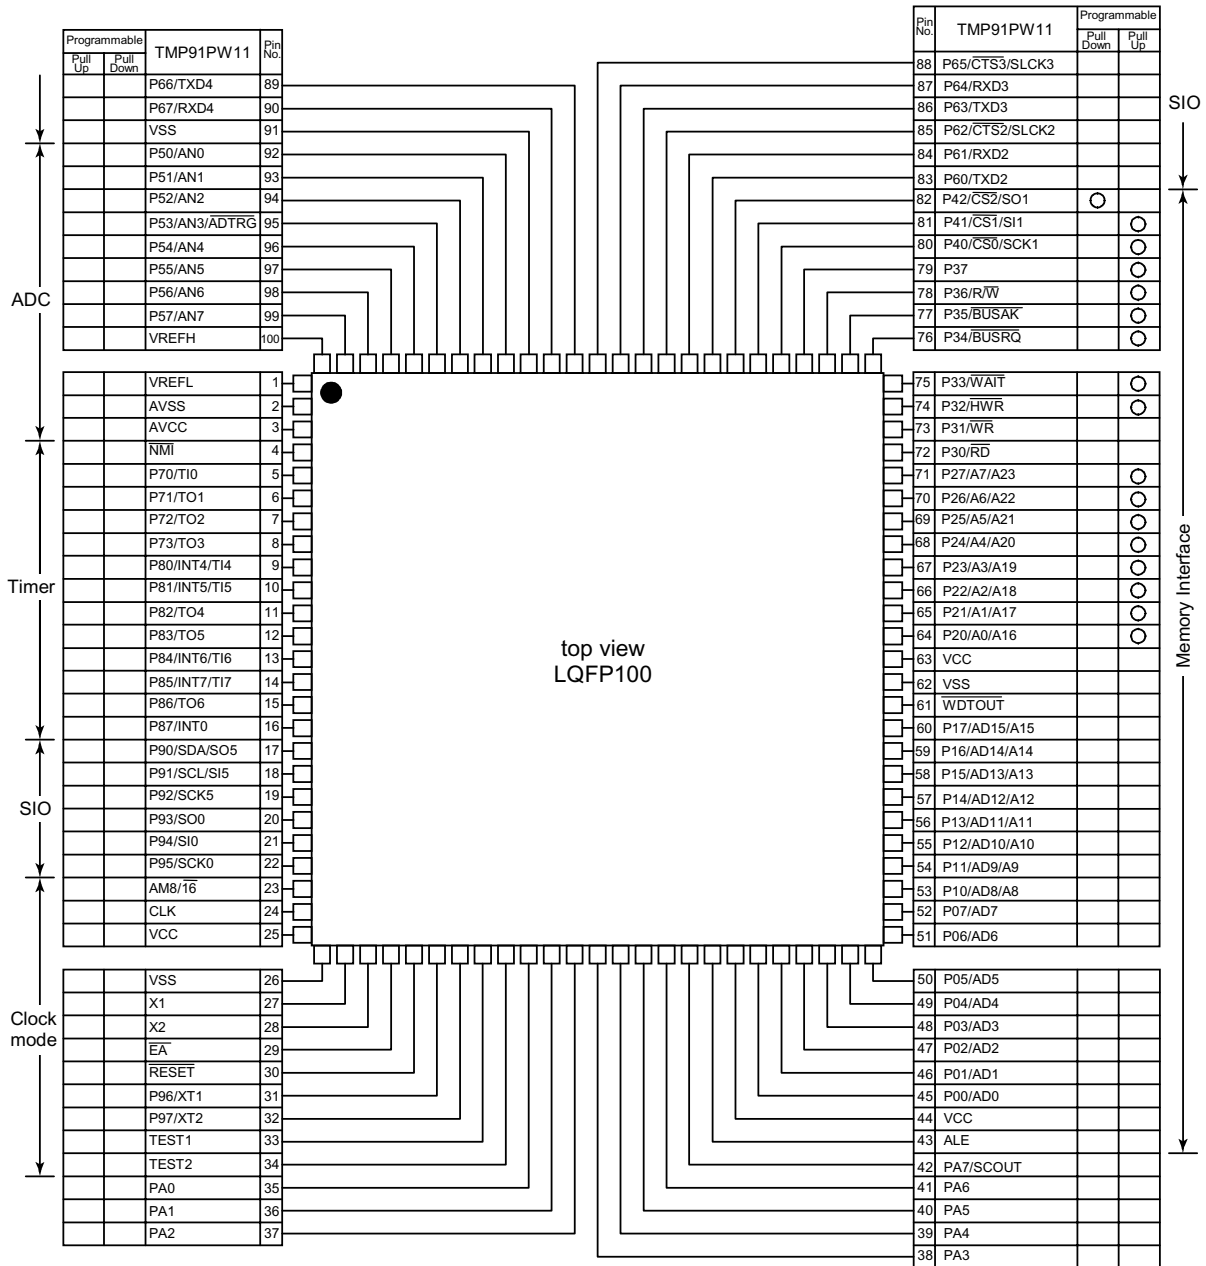 Programmable
Pull Up
Pull Down
TMP91PW11
Pin No.
P66/TXD4 89
P67/RXD4 90
VSS 91
P50/AN0 92
P51/AN1 93
P52/AN2 94
P53/AN3/ADTRG 95
P54/AN4 96
P55/AN5 97
P56/AN6 98
P57/AN7 99
VREFH 100
ADC
VREFL 1
AVSS 2
AVCC 3
NMI 4
P70/TI0 5
P71/TO1 6
P72/TO2 7
P73/TO3 8
P80/INT4/TI4 9
P81/INT5/TI5 10
P82/TO4 11
P83/TO5 12
P84/INT6/TI6 13
P85/INT7/TI7 14
P86/TO6 15
P87/INT0 16
Timer
P90/SDA/SO5 17
P91/SCL/SI5 18
P92/SCK5 19
P93/SO0 20
P94/SI0 21
P95/SCK0 22
SIO
AM8/16 23
CLK 24
VCC 25
VSS 26
X1 27
X2 28
EA 29
RESET 30
P96/XT1 31
P97/XT2 32
TEST1 33
TEST2 34
PA0 35
PA1 36
PA2 37
Clock
mode
top view
LQFP100
Pin No.
TMP91PW11
Programmable
Pull Down
Pull Up
88 P65/CTS3/SLCK3
87 P64/RXD3
86 P63/TXD3
85 P62/CTS2/SLCK2
84 P61/RXD2
83 P60/TXD2
SIO
82 P42/CS2/SO1
81 P41/CS1/SI1
80 P40/CS0/SCK1
79 P37
78 P36/R/W
77 P35/BUSAK
76 P34/BUSRQ
75 P33/WAIT
74 P32/HWR
73 P31/WR
72 P30/RD
71 P27/A7/A23
70 P26/A6/A22
69 P25/A5/A21
68 P24/A4/A20
67 P23/A3/A19
66 P22/A2/A18
65 P21/A1/A17
64 P20/A0/A16
63 VCC
62 VSS
61 WDTOUT
60 P17/AD15/A15
59 P16/AD14/A14
58 P15/AD13/A13
57 P14/AD12/A12
56 P13/AD11/A11
55 P12/AD10/A10
54 P11/AD9/A9
53 P10/AD8/A8
52 P07/AD7
51 P06/AD6
Memory Interface
50 P05/AD5
49 P04/AD4
48 P03/AD3
47 P02/AD2
46 P01/AD1
45 P00/AD0
44 VCC
43 ALE
42 PA7/SCOUT
41 PA6
40 PA5
39 PA4
38 PA3